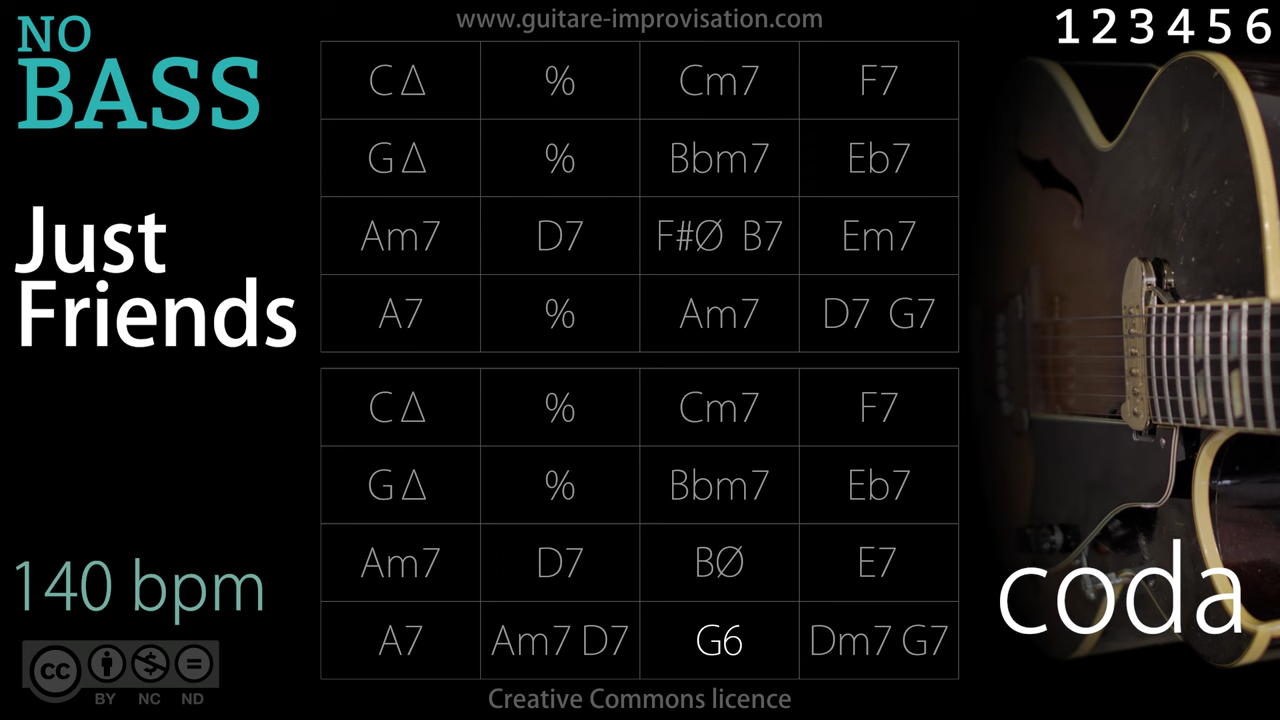 www.guitare-improvisation.com
1 2 3 4 5 6
NO
BASS
Just
Friends
140 bpm
cc
BY NC ND
C Δ % Cm7 F7
G Δ % Bbm7 Eb7
Am7 D7 F#Ø B7 Em7
A7 % Am7 D7 G7
C Δ % Cm7 F7
G Δ % Bbm7 Eb7
Am7 D7 BØ E7
A7 Am7 D7 G6 Dm7 G7
coda
Creative Commons licence